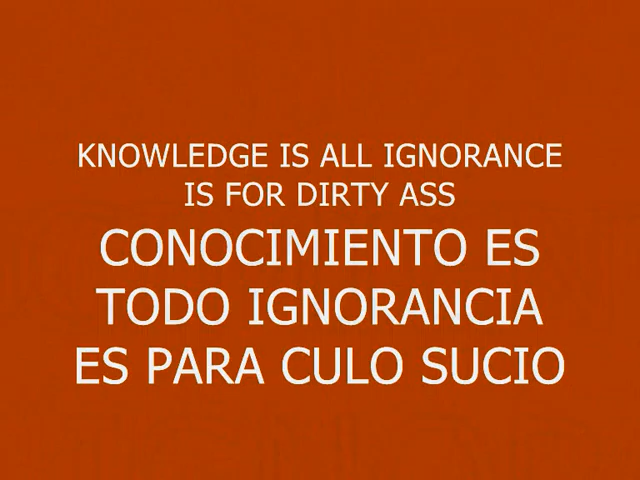 KNOWLEDGE IS ALL IGNORANCE
IS FOR DIRTY ASS
CONOCIMIENTO ES
TODO IGNORANCIA
ES PARA CULO SUCIO